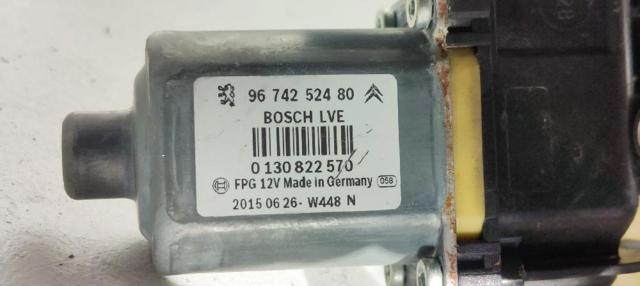 96 742 524 80
BOSCH LVE
0 130 822 570
FPG 12V Made in Germany 058
2015 06 26- W448 N
28